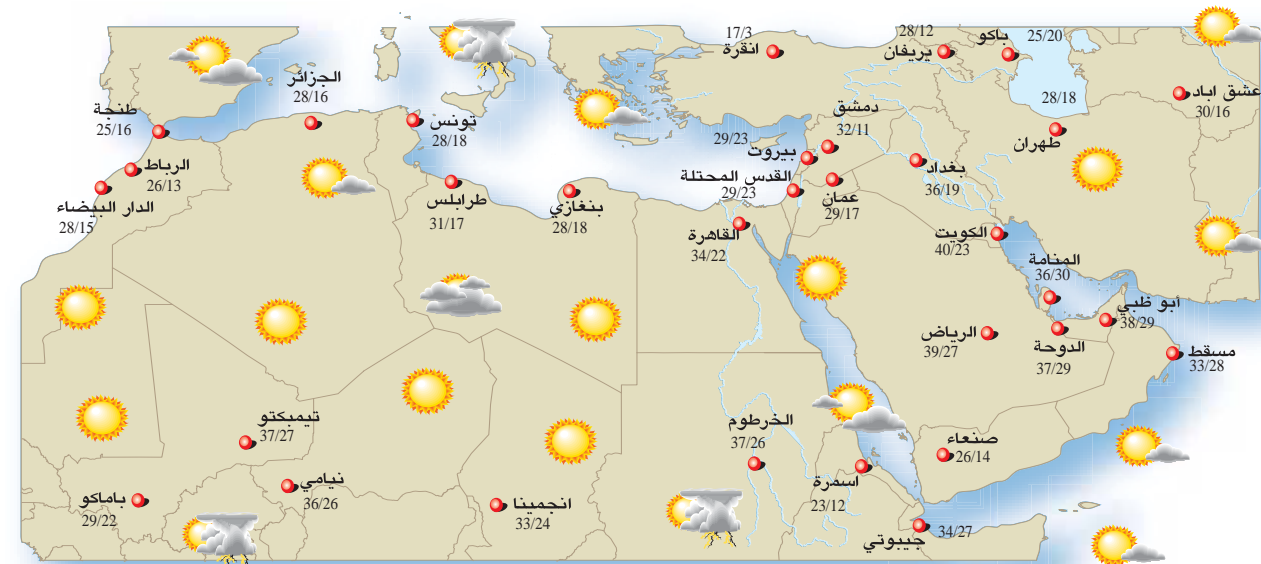 17/3
انقرة
28/12
يريفان
باكو
25/20
عشق اباد
30/16
28/18
طهران
الجزائر
28/16
طنجة
25/16
تونس
28/18
الرباط
26/13
الدار البيضاء
28/15
طرابلس
31/17
بنغازي
28/18
دمشق
32/11
29/23
بيروت
القدس المحتلة
29/23
عمان
29/17
بغداد
36/19
القاهرة
34/22
الكويت
40/23
المنامة
36/30
أبو ظبي
38/29
الرياض
39/27
الدوحة
37/29
مسقط
33/28
تيمبكتو
37/27
نيامي
36/26
باماكو
29/22
انجمينا
33/24
الخرطوم
37/26
اسمرة
23/12
صنعاء
26/14
34/27
جيبوتي